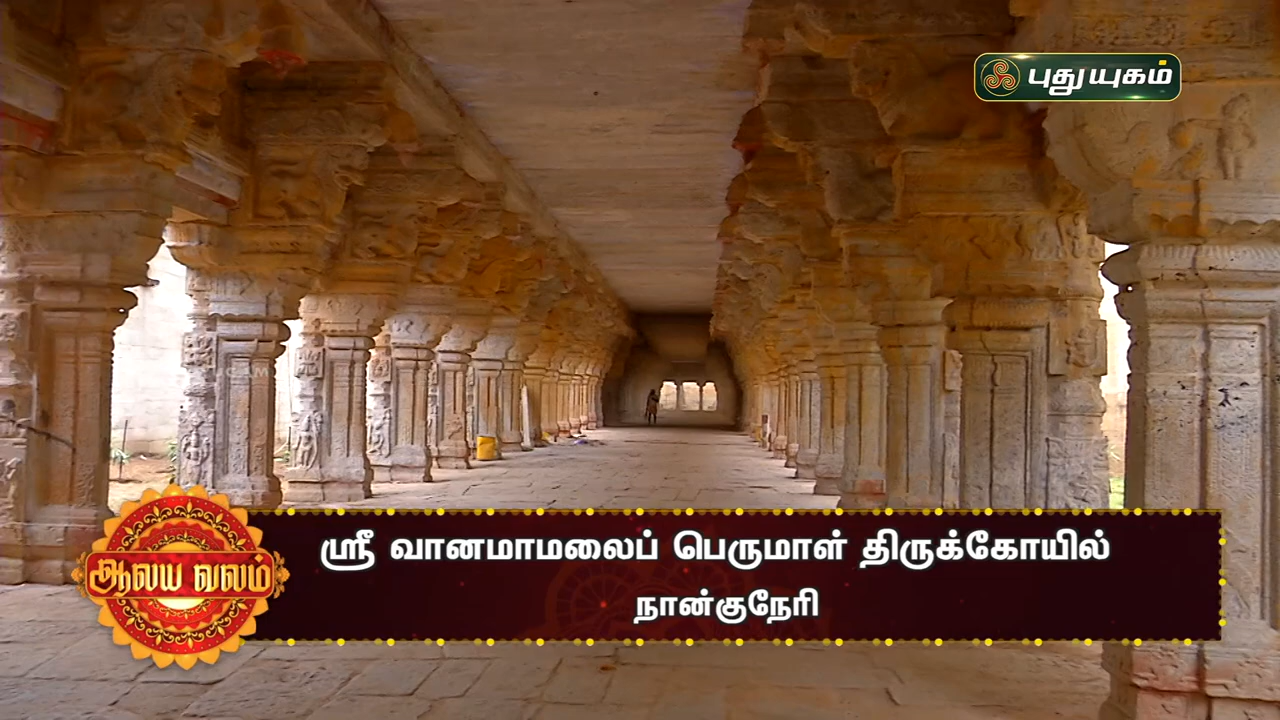 புதுயுகம்
ஸ்ரீ வானமாமலைப் பெருமாள் திருக்கோயில்
நான்குநேரி
ஆலய வலம்